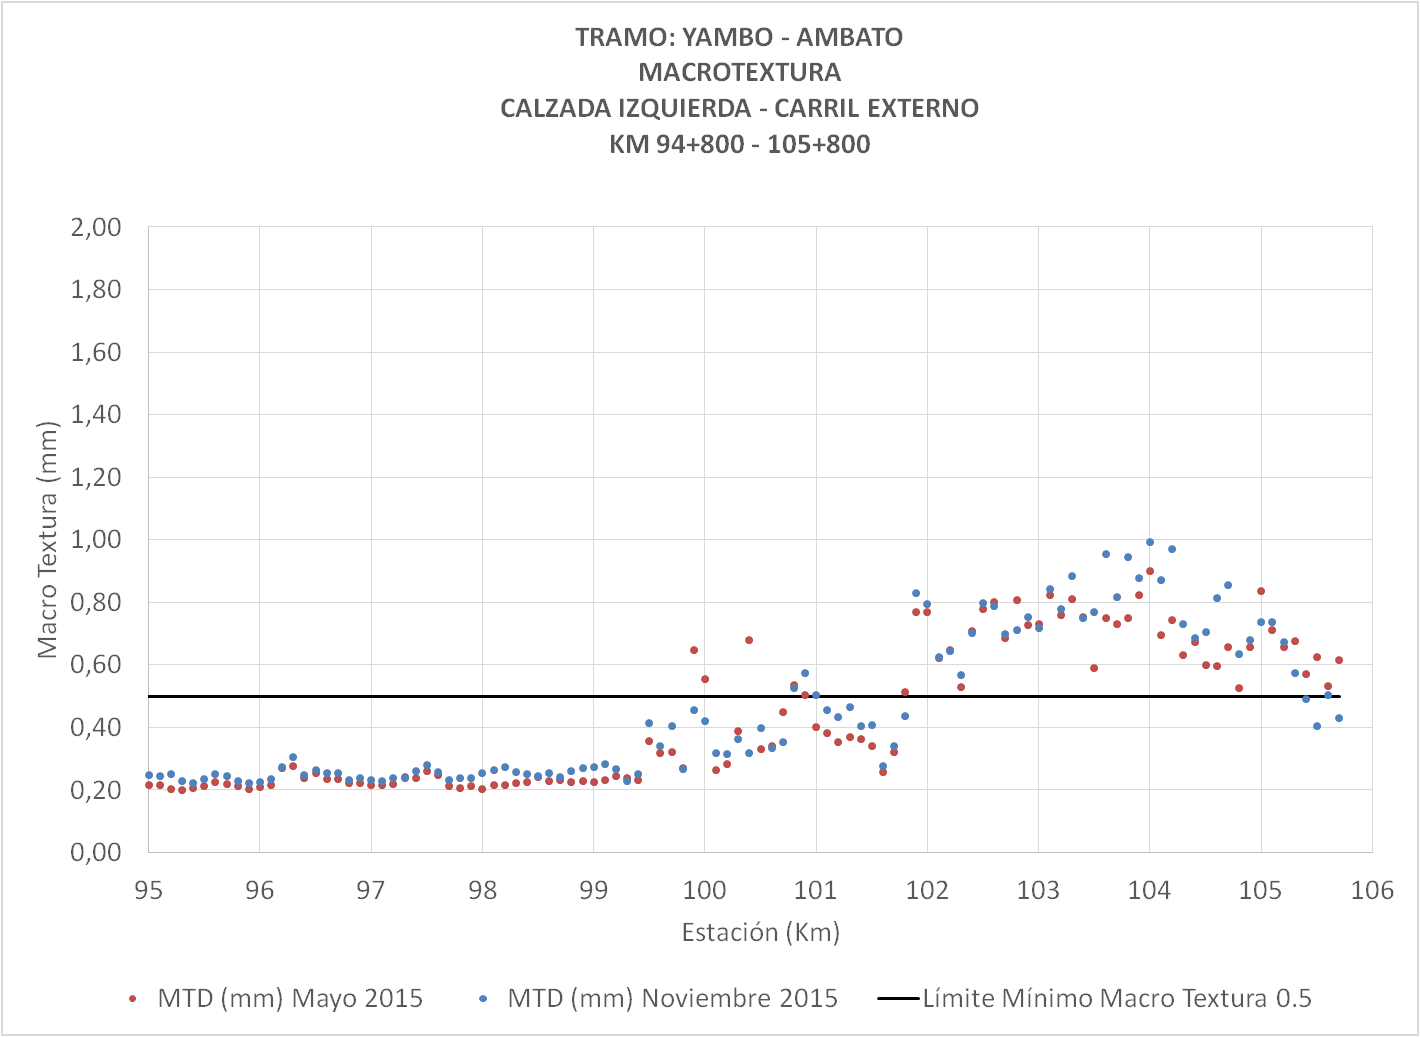 TRAMO: YAMBO - AMBATO
MACROTEXTURA
CALZADA IZQUIERDA - CARRIL EXTERNO
KM 94+800 - 105+800
Macro Textura (mm)
2,00
1,80
1,60
1,40
1,20
1,00
0,80
0,60
0,40
0,20
0,00
95 96 97 98 99 100 101 102 103 104 105 106
Estación (Km)
MTD (mm) Mayo 2015 MTD (mm) Noviembre 2015 Límite Mínimo Macro Textura 0.5